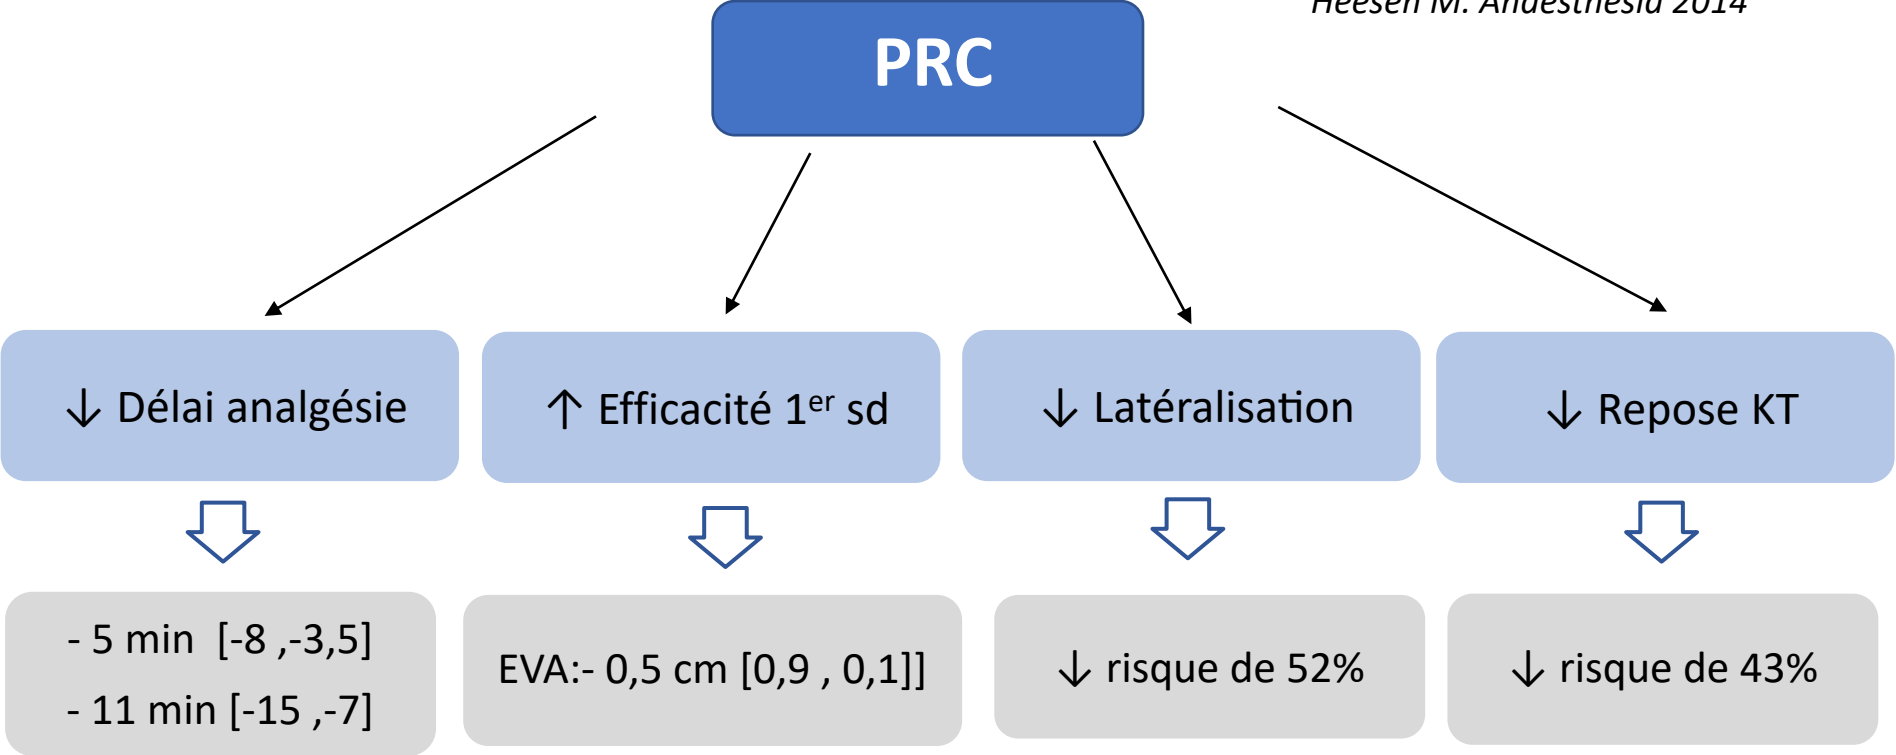 Heesen M. Anaesthesia 2014
PRC
↓ Délai analgésie
↑ Efficacité 1er sd
↓ Latéralisation
↓ Repose KT
- 5 min [-8 ,-3,5]
- 11 min [-15 ,-7]
EVA:- 0,5 cm [0,9 , 0,1]]
↓ risque de 52%
↓ risque de 43%